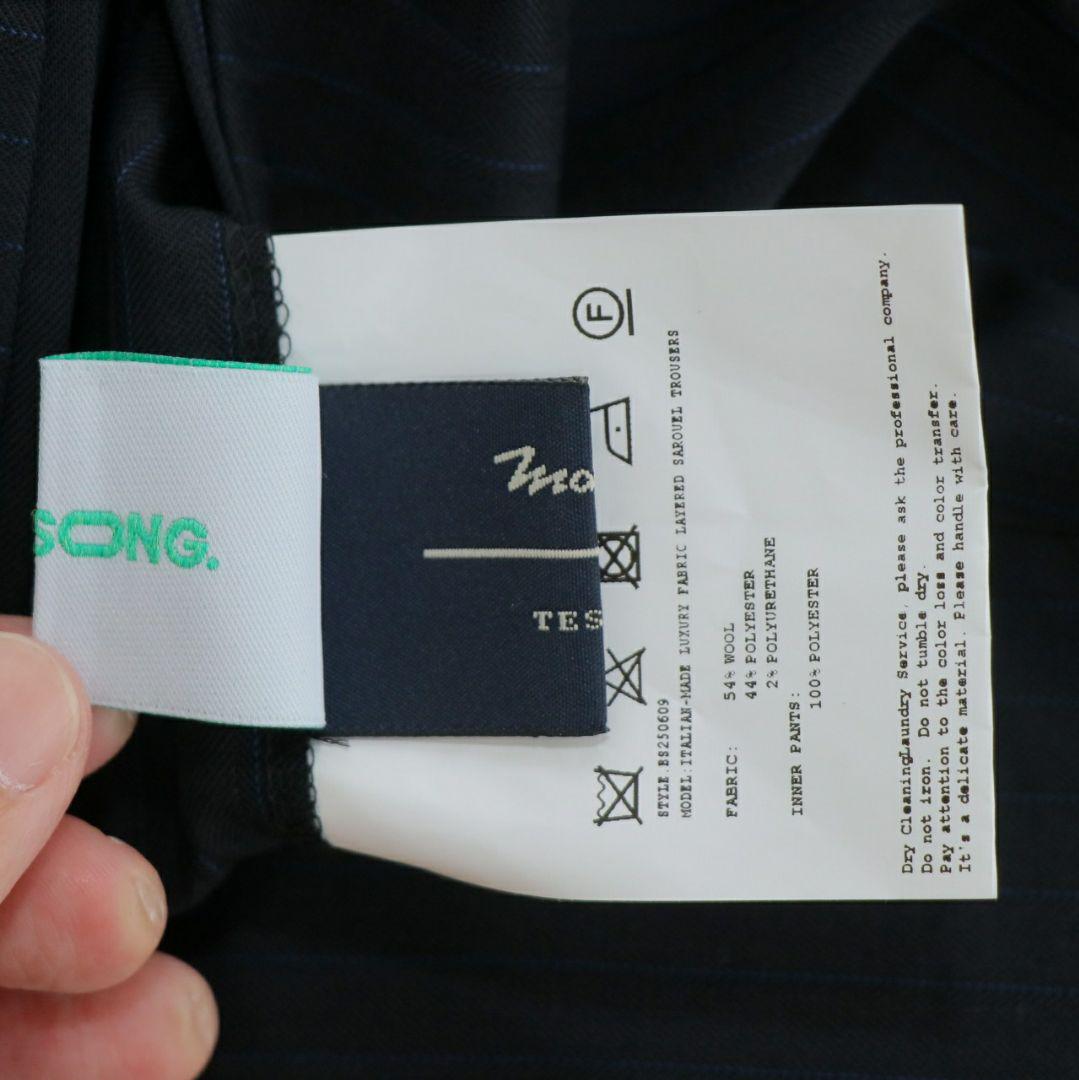 SONG.
TES
F
STYLE.BS250609
MODEL:ITALIAN-MADE LUXURY FABRIC LAYERED SAROUEL TROUSERS
FABRIC: 54% WOOL
44% POLYESTER
2% POLYURETHANE
INNER PANTS:
100% POLYESTER
Dry CleaningLaundry Service, please ask the professional company.
Do not iron. Do not tumble dry.
Pay attention to the color loss and color transfer.
It's a delicate material. Please handle with care.